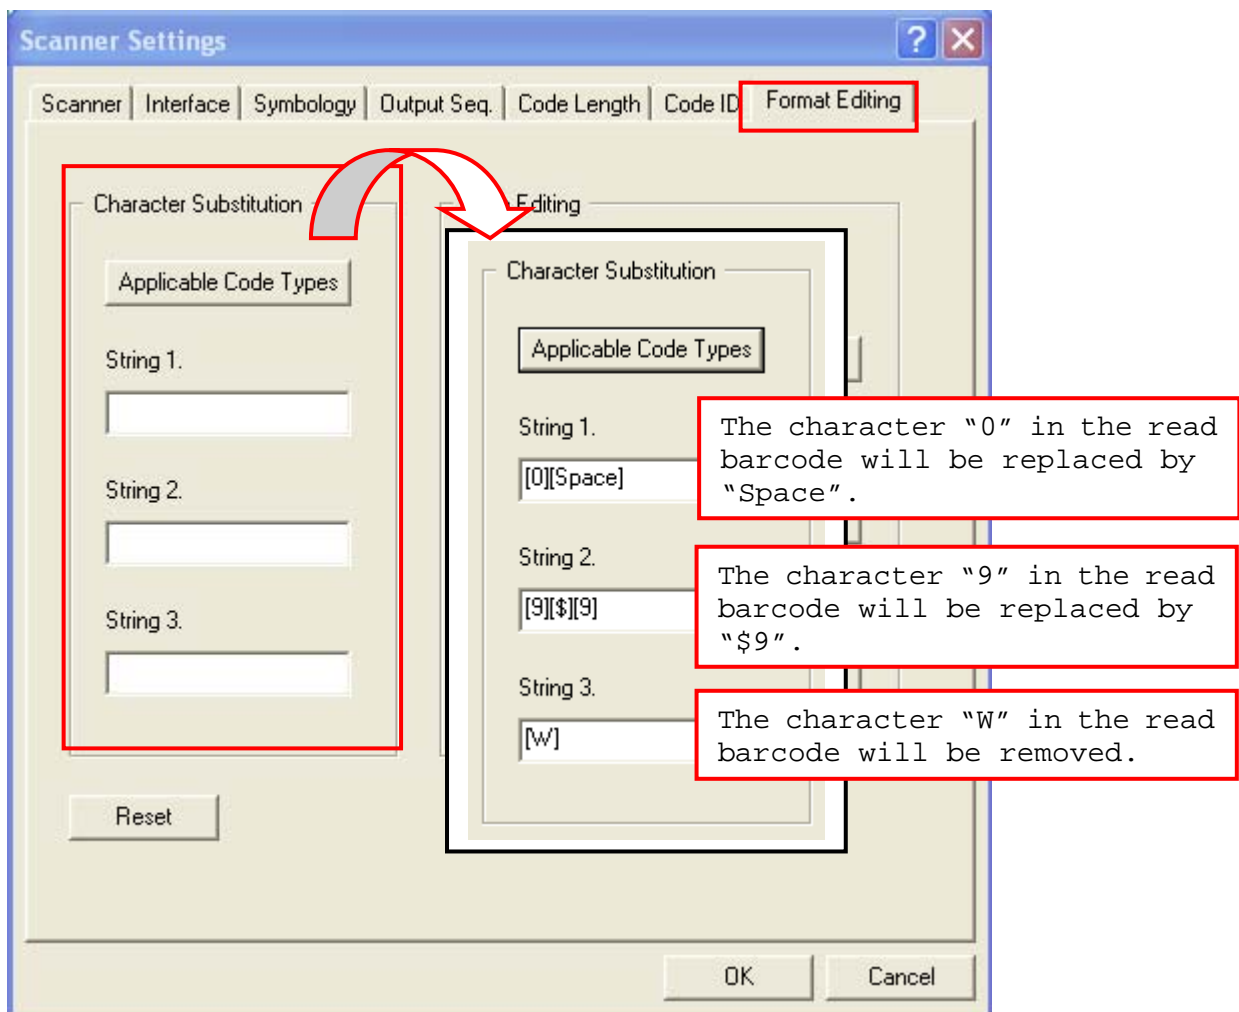 Scanner Settings
Scanner Interface Symbology Output Seq. Code Length Code ID Format Editing
Character Substitution
Applicable Code Types
String 1.
String 2.
String 3.
Reset
Editing
Character Substitution
Applicable Code Types
String 1.
[0][Space]
String 2.
[9][$][9]
String 3.
[W]
The character “0” in the read
barcode will be replaced by
“Space”.
The character “9” in the read
barcode will be replaced by
“$9”.
The character “W” in the read
barcode will be removed.
OK Cancel